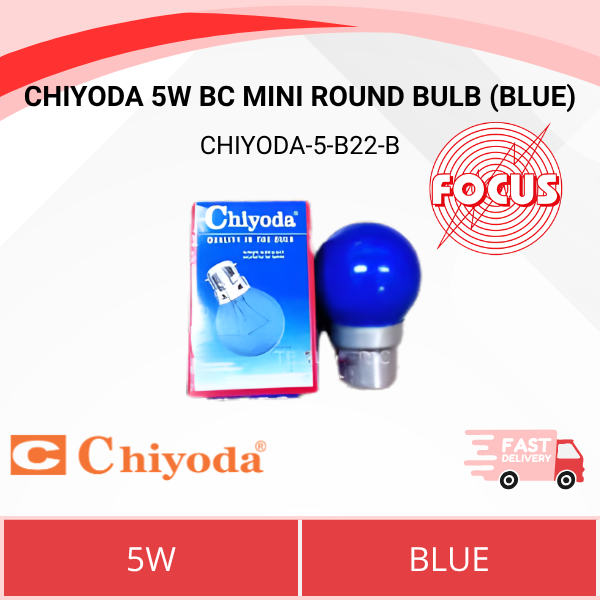 CHIYODA 5W BC MINI ROUND BULB (BLUE)
CHIYODA-5-B22-B
FOCUS
Chiyoda®
QUALITY IS THE BULB
Chiyoda®
FAST
DELIVERY
5W
BLUE